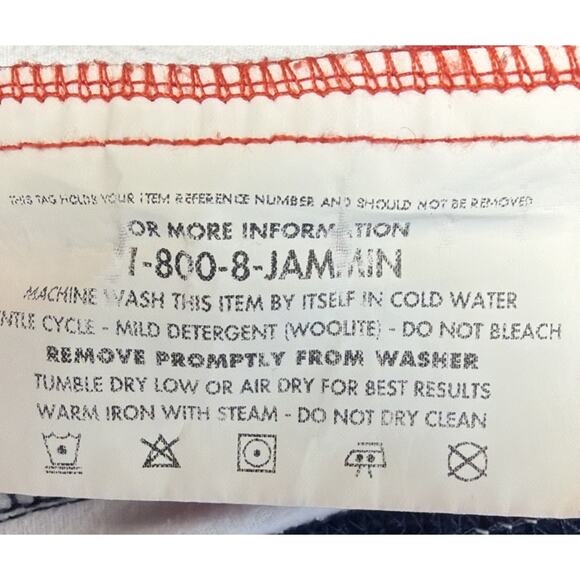 THIS TAG HOLDS YOUR ITEM REFERENCE NUMBER AND SHOULD NOT BE REMOVED
OR MORE INFORMATION
1-800-8-JAMMIN
MACHINE WASH THIS ITEM BY ITSELF IN COLD WATER
NTLE CYCLE - MILD DETERGENT (WOOLITE) - DO NOT BLEACH
REMOVE PROMPTLY FROM WASHER
TUMBLE DRY LOW OR AIR DRY FOR BEST RESULTS
WARM IRON WITH STEAM - DO NOT DRY CLEAN